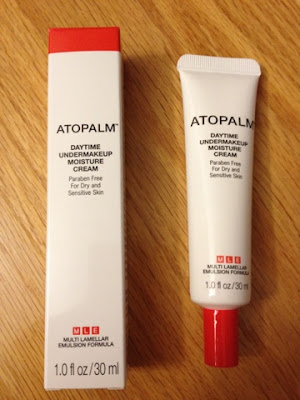 ATOPALM™
DAYTIME
UNDERMAKEUP
MOISTURE
CREAM
Paraben Free
For Dry and
Sensitive Skin
M L E
MULTI LAMELLAR
EMULSION FORMULA
1.0 fl oz / 30 ml
ATOPALM™
DAYTIME
UNDERMAKEUP
MOISTURE
CREAM
Paraben Free
For Dry and
Sensitive Skin
M L E
MULTI LAMELLAR
EMULSION FORMULA
1.0 fl oz / 30 ml